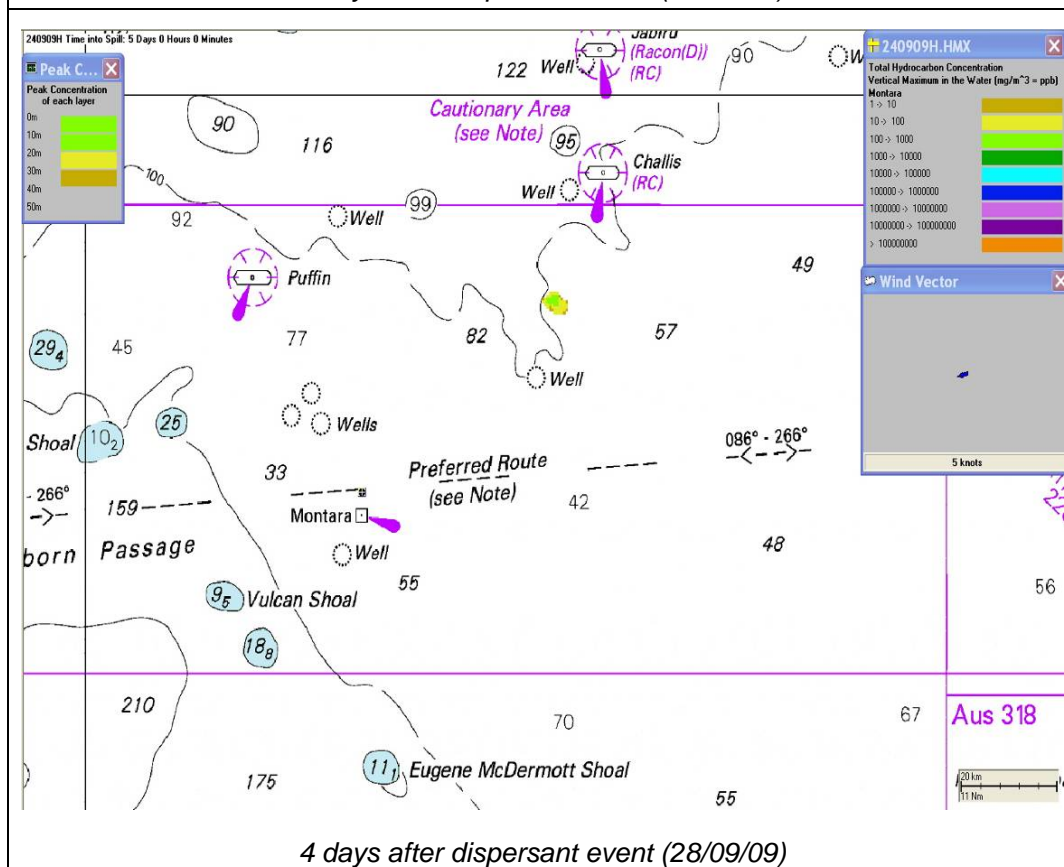 240909H Time into Spill: 5 Days 0 Hours 0 Minutes
Peak C...
Peak Concentration
of each layer
0m
10m
20m
30m
40m
50m
240909H.HMX
Total Hydrocarbon Concentration
Vertical Maximum in the Water (mg/m^3 = ppb)
Montara
1 -> 10
10 -> 100
100 -> 1000
1000 -> 10000
10000 -> 100000
100000 -> 1000000
1000000 -> 10000000
10000000 -> 100000000
> 100000000
Wind Vector
5 knots
Jabiru
(Racon(D))
(RC)
122
Well
90
90
Cautionary Area
(see Note)
116
95
Challis
(RC)
Well
100
99
92
Well
Puffin
49
77
82
57
29₄
45
Well
Wells
25
Shoal
10₂
33
Preferred Route
(see Note)
086° - 266°
- 266°
159
Montara
42
born Passage
Well
48
55
56
9₅
Vulcan Shoal
18₈
210
70
67
Aus 318
11₁
Eugene McDermott Shoal
175
55
20 km
11 Nm
4 days after dispersant event (28/09/09)